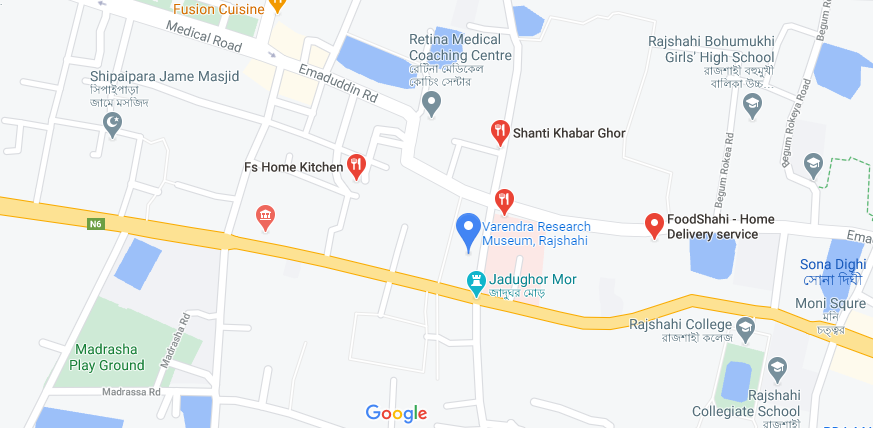 Fusion Cuisine
Medical Road
Emaduddin Rd
Retina Medical
Coaching Centre
রেটিনা মেডিকেল
কোচিং সেন্টার
Rajshahi Bohumukhi
Girls' High School
রাজশাহী বহুমুখী
বালিকা উচ্চ...
Begum Rokeya Road
Shipaipara Jame Masjid
সিপাইপাড়া
জামে মসজিদ
Shanti Khabar Ghor
Fs Home Kitchen
Begum Rokea Rd
N6
Varendra Research
Museum, Rajshahi
FoodShahi - Home
Delivery service
Jadughor Mor
জাদুঘর মোড়
Sona Dighi
সোনা দিঘী
Moni Squre
মনি
চত্বর
Rajshahi College
রাজশাহী কলেজ
Madrasha
Play Ground
Madrasha Rd
Madrassa Rd
Rajshahi
Collegiate School
রাজশাহী
Google